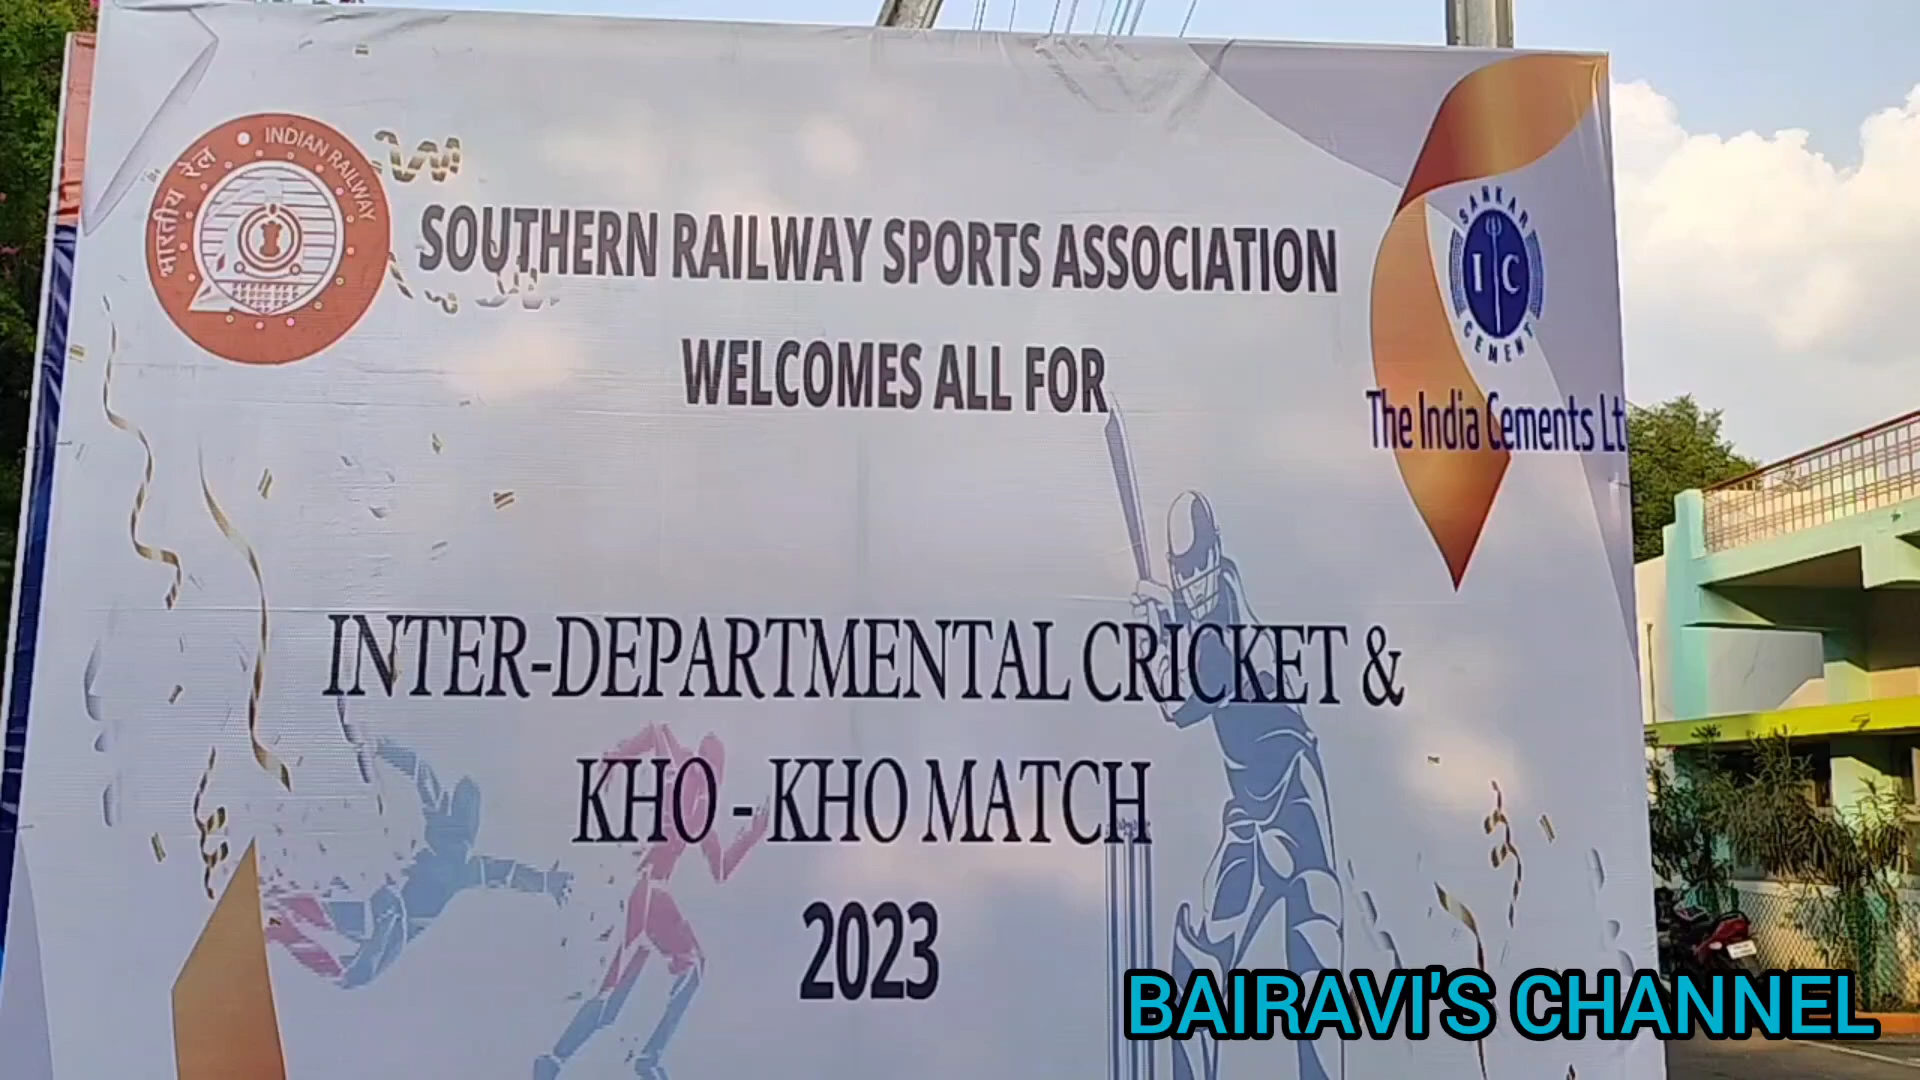 भारतीय रेल
INDIAN RAILWAY
SOUTHERN RAILWAY SPORTS ASSOCIATION
WELCOMES ALL FOR
SANKAR
I C
CEMENT
The India Cements Lt
INTER-DEPARTMENTAL CRICKET &
KHO - KHO MATCH
2023
BAIRAVI'S CHANNEL